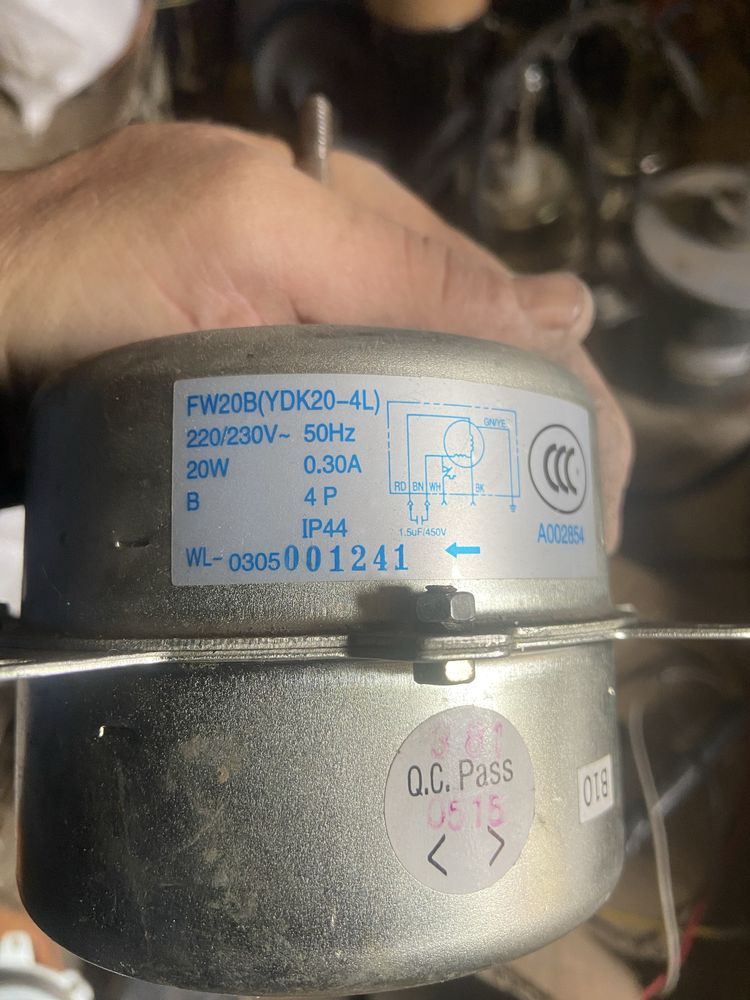 FW20B(YDK20-4L)
220/230V~ 50Hz
20W 0.30A
B 4 P
IP44
WL- 0305001241
GN/YE
RD BN WH BK
1.5uF/450V
CCC
A002854
381
Q.C. Pass
0515
B10